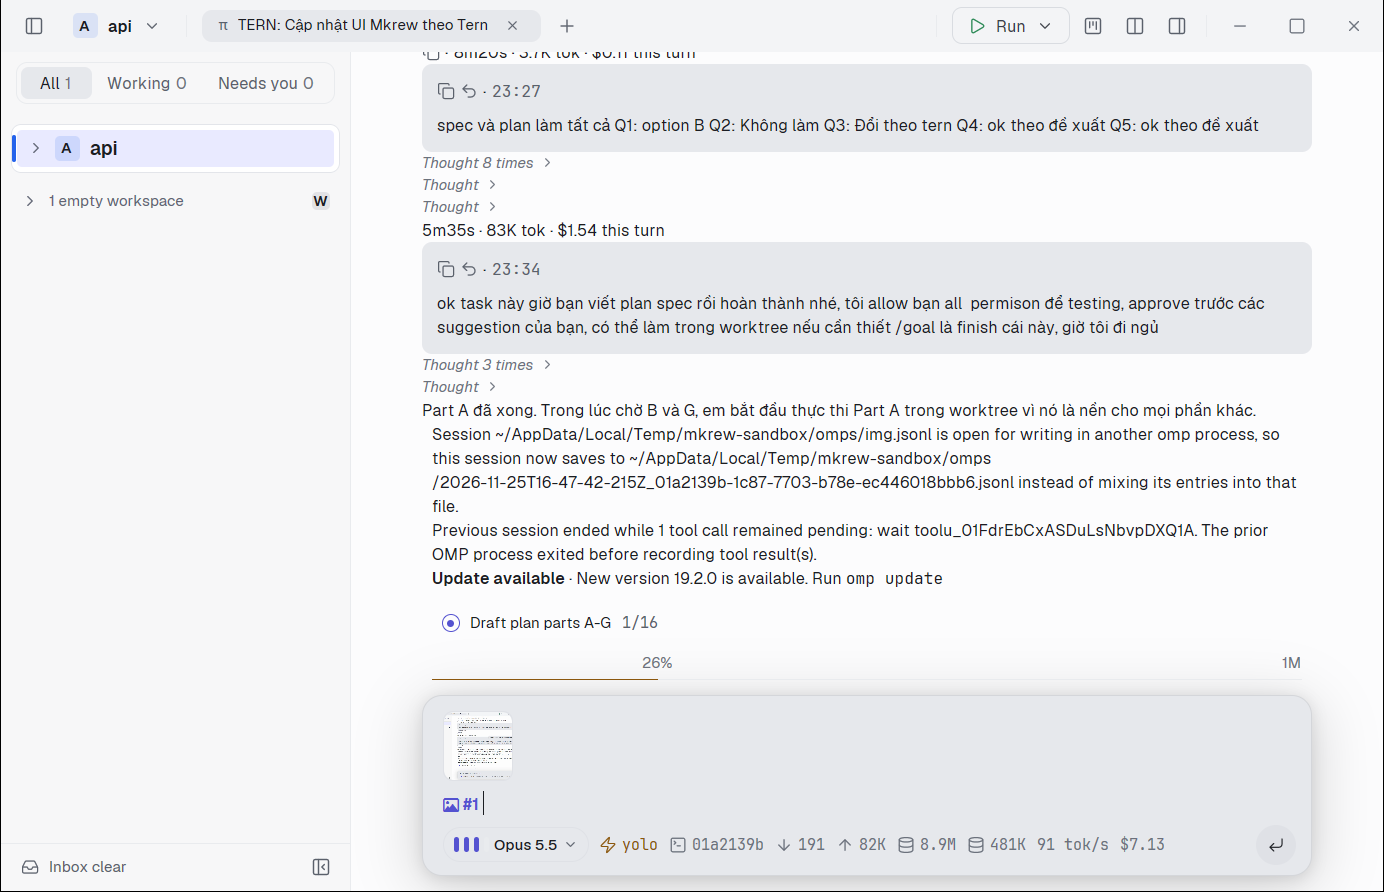 A api
π TERN: Cập nhật UI Mkrew theo Tern
Run
All 1 Working 0 Needs you 0
A api
1 empty workspace W
Inbox clear
· 8m20s · 3.7K tok · $0.11 this turn
· 23:27
spec và plan làm tất cả Q1: option B Q2: Không làm Q3: Đổi theo tern Q4: ok theo đề xuất Q5: ok theo đề xuất
Thought 8 times
Thought
Thought
5m35s · 83K tok · $1.54 this turn
· 23:34
ok task này giờ bạn viết plan spec rồi hoàn thành nhé, tôi allow bạn all permison để testing, approve trước các
suggestion của bạn, có thể làm trong worktree nếu cần thiết /goal là finish cái này, giờ tôi đi ngủ
Thought 3 times
Thought
Part A đã xong. Trong lúc chờ B và G, em bắt đầu thực thi Part A trong worktree vì nó là nền cho mọi phần khác.
Session ~/AppData/Local/Temp/mkrew-sandbox/omps/img.jsonl is open for writing in another omp process, so
this session now saves to ~/AppData/Local/Temp/mkrew-sandbox/omps
/2026-11-25T16-47-42-215Z_01a2139b-1c87-7703-b78e-ec446018bbb6.jsonl instead of mixing its entries into that
file.
Previous session ended while 1 tool call remained pending: wait toolu_01FdrEbCxASDuLsNbvpDXQ1A. The prior
OMP process exited before recording tool result(s).
Update available · New version 19.2.0 is available. Run omp update
Draft plan parts A-G 1/16
26% 1M
#1
Opus 5.5 yolo 01a2139b 191 82K 8.9M 481K 91 tok/s $7.13